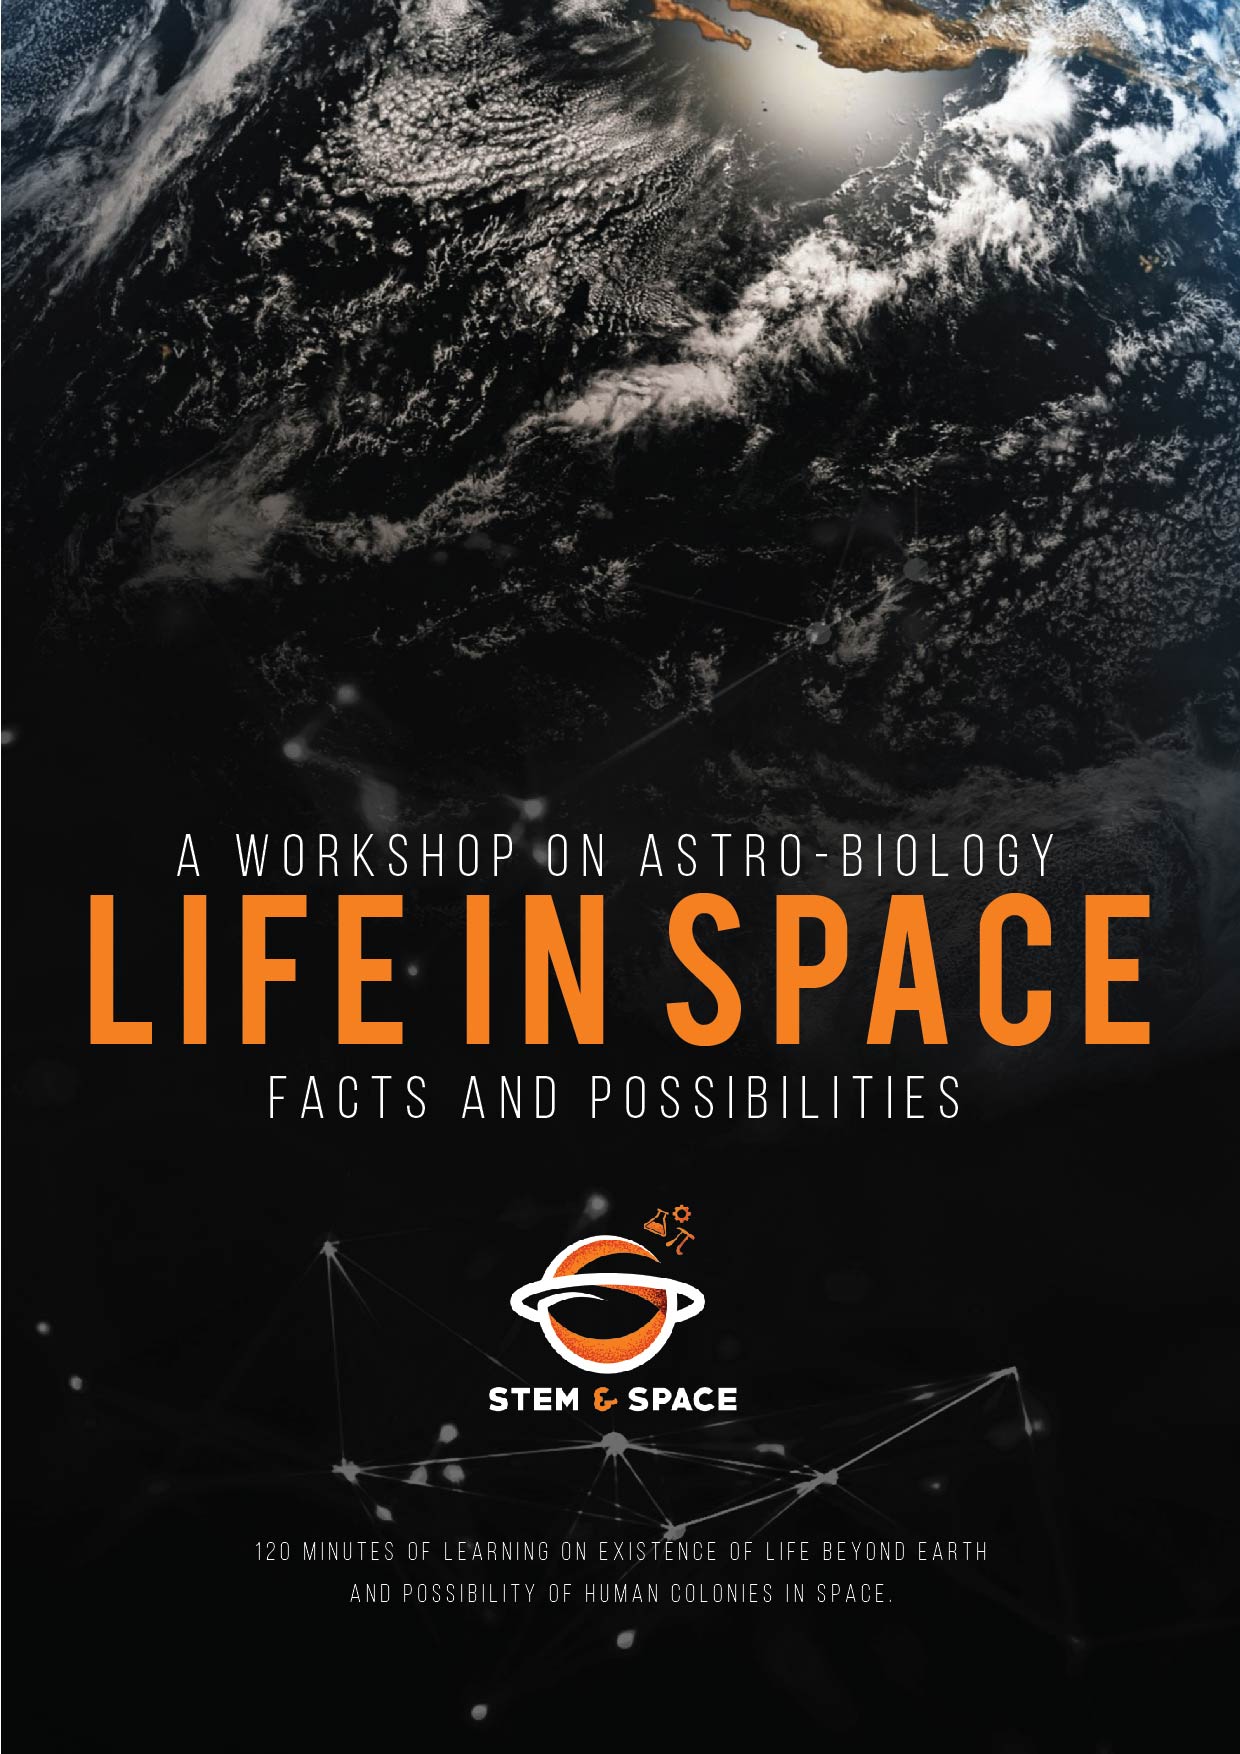 A WORKSHOP ON ASTRO-BIOLOGY
LIFE IN SPACE
FACTS AND POSSIBILITIES
STEM & SPACE
120 MINUTES OF LEARNING ON EXISTENCE OF LIFE BEYOND EARTH
AND POSSIBILITY OF HUMAN COLONIES IN SPACE.